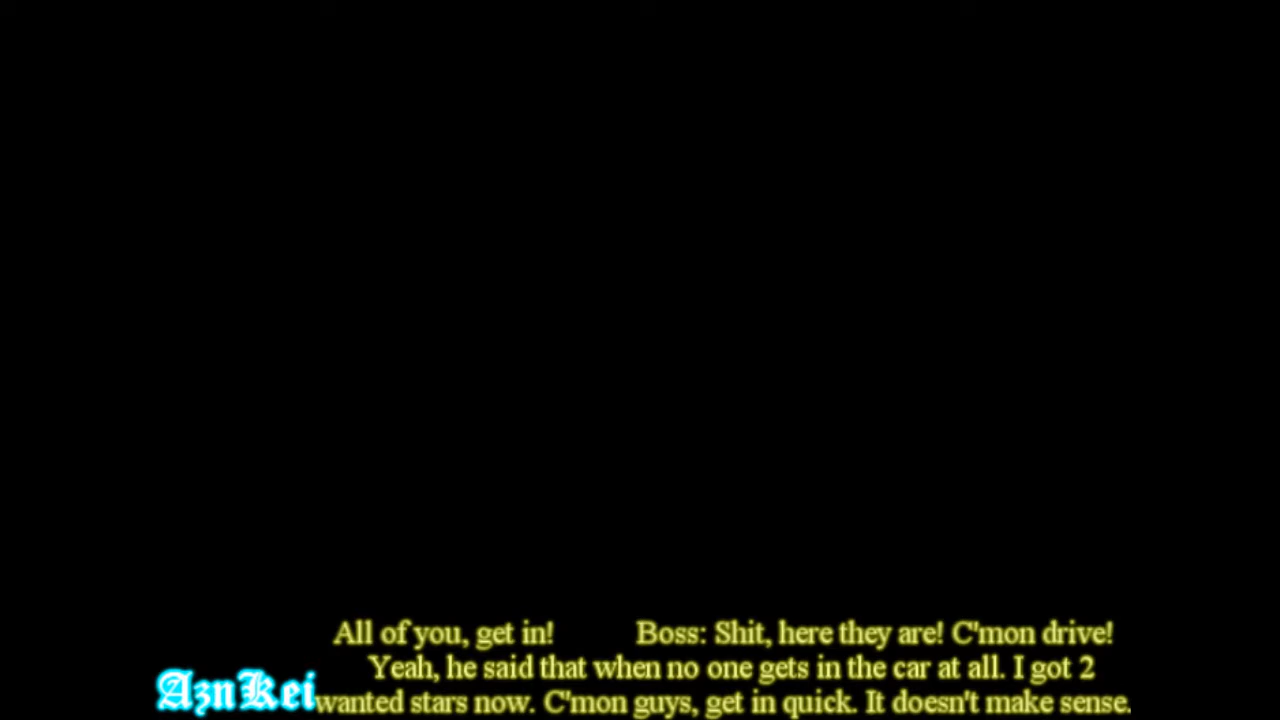 All of you, get in! Boss: Shit, here they are! C'mon drive!
Yeah, he said that when no one gets in the car at all. I got 2
AznKei wanted stars now. C'mon guys, get in quick. It doesn't make sense.